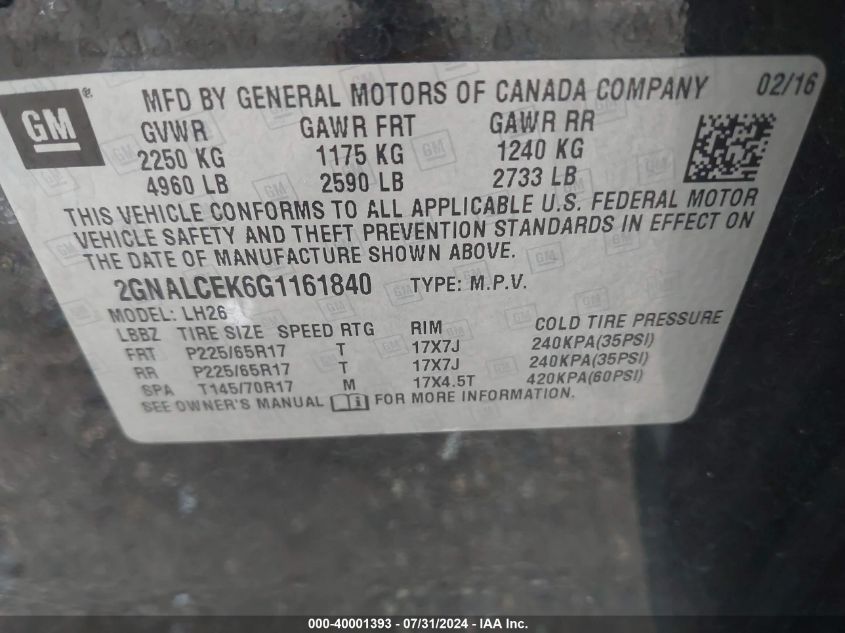 GM ®
MFD BY GENERAL MOTORS OF CANADA COMPANY 02/16
GVWR GAWR FRT GAWR RR
2250 KG 1175 KG 1240 KG
4960 LB 2590 LB 2733 LB
THIS VEHICLE CONFORMS TO ALL APPLICABLE U.S. FEDERAL MOTOR
VEHICLE SAFETY AND THEFT PREVENTION STANDARDS IN EFFECT ON
THE DATE OF MANUFACTURE SHOWN ABOVE.
2GNALCEK6G1161840 TYPE: M.P.V.
MODEL: LH26
LBBZ TIRE SIZE SPEED RTG RIM COLD TIRE PRESSURE
FRT P225/65R17 T 17X7J 240KPA(35PSI)
RR P225/65R17 T 17X7J 240KPA(35PSI)
SPA T145/70R17 M 17X4.5T 420KPA(60PSI)
SEE OWNER'S MANUAL FOR MORE INFORMATION.
000-40001393 - 07/31/2024 - IAA Inc.